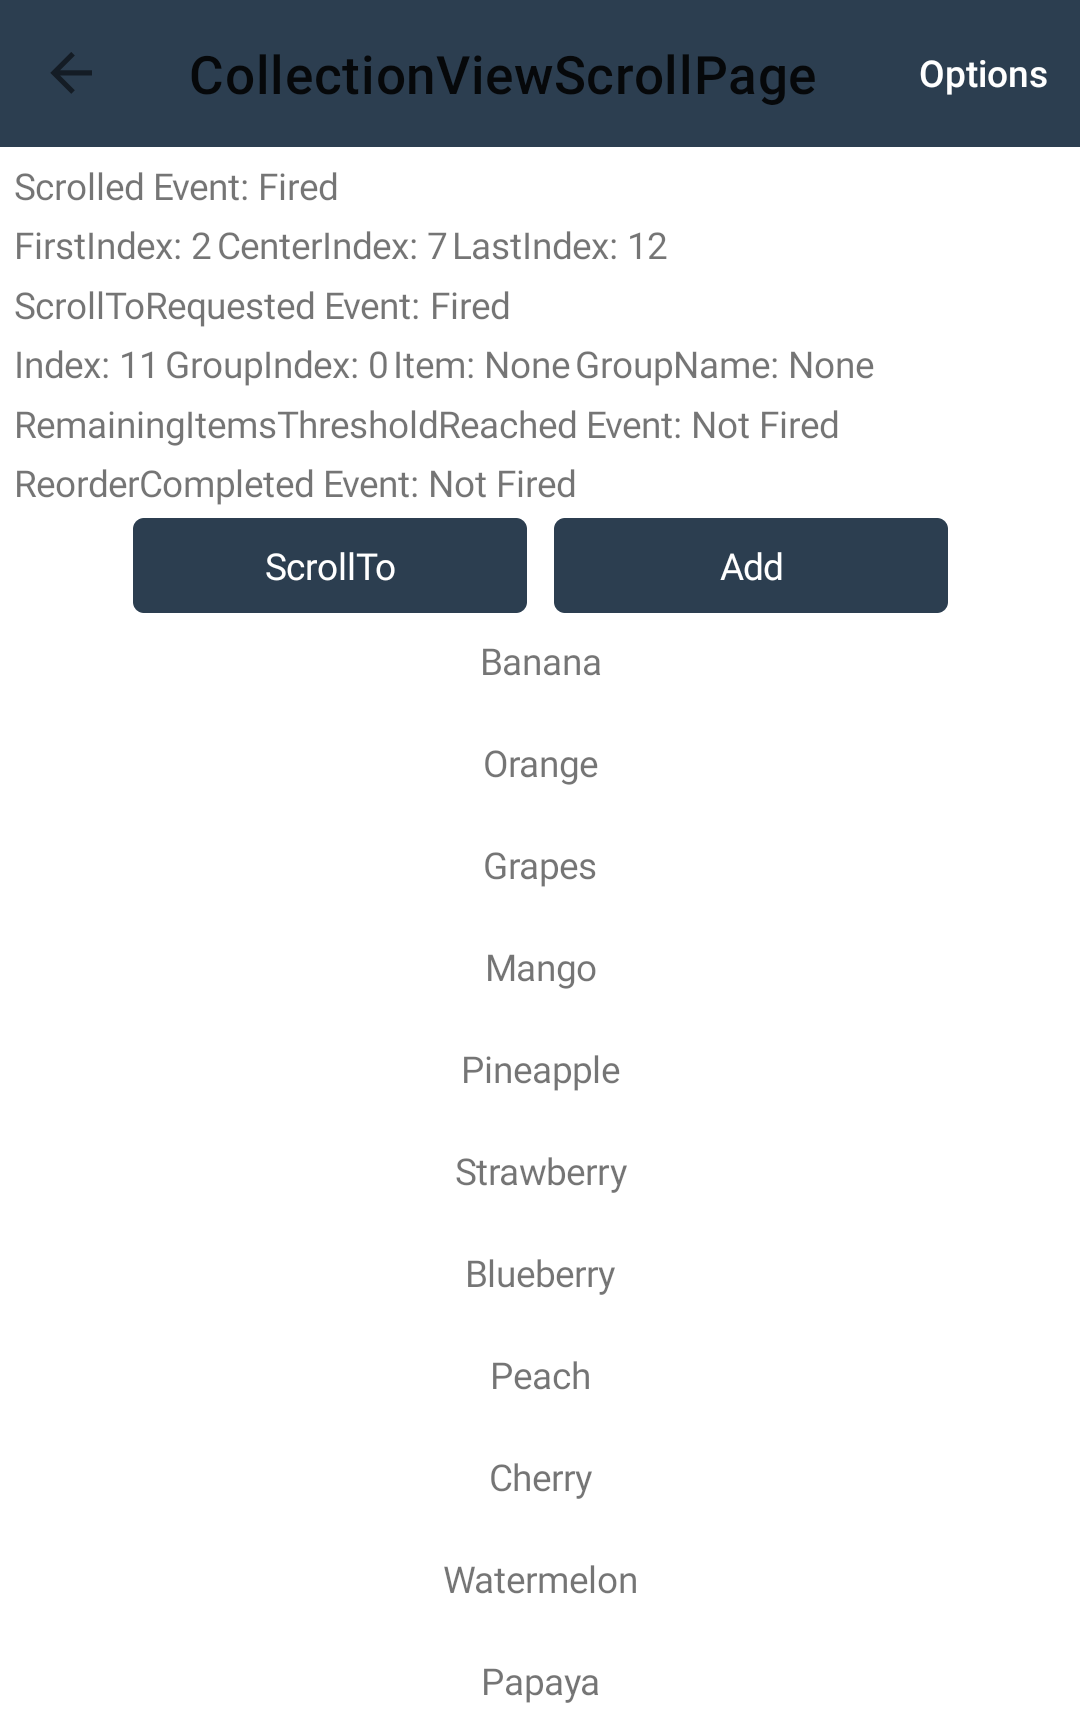 CollectionViewScrollPage
Options
Scrolled Event: Fired
FirstIndex: 2 CenterIndex: 7 LastIndex: 12
ScrollToRequested Event: Fired
Index: 11 GroupIndex: 0 Item: None GroupName: None
RemainingItemsThresholdReached Event: Not Fired
ReorderCompleted Event: Not Fired
ScrollTo
Add
Banana
Orange
Grapes
Mango
Pineapple
Strawberry
Blueberry
Peach
Cherry
Watermelon
Papaya